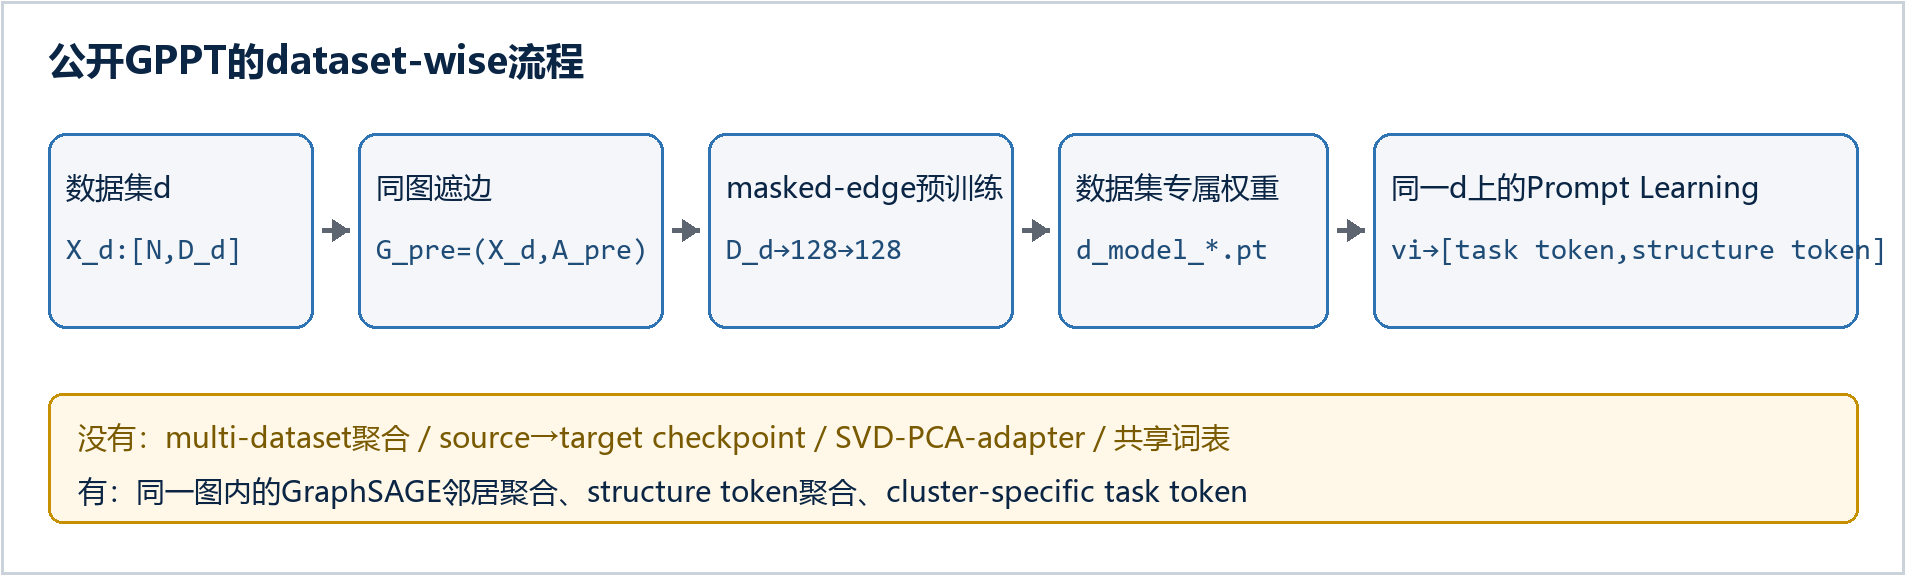 公开GPPT的dataset-wise流程
数据集d
X_d:[N,D_d]
同图遮边
G_pre=(X_d,A_pre)
masked-edge预训练
D_d→128→128
数据集专属权重
d_model_*.pt
同一d上的Prompt Learning
vi→[task token,structure token]
没有：multi-dataset聚合 / source→target checkpoint / SVD-PCA-adapter / 共享词表
有：同一图内的GraphSAGE邻居聚合、structure token聚合、cluster-specific task token